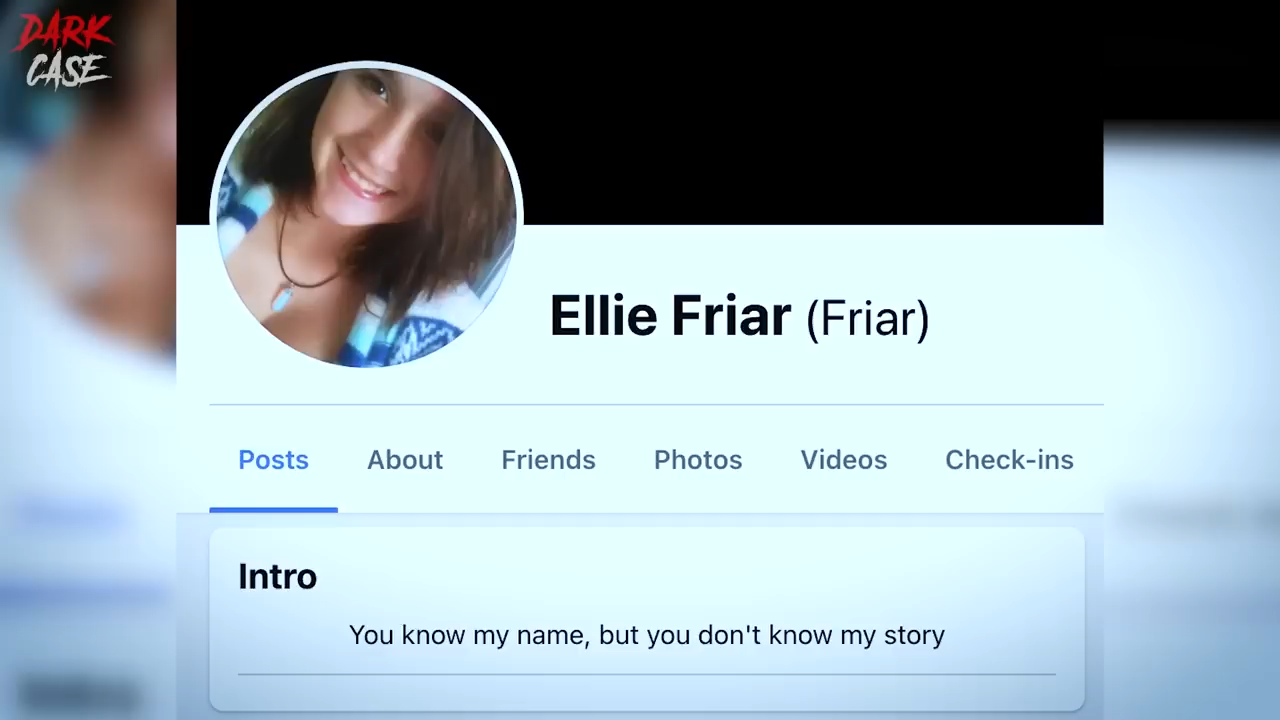 DARK
CASE
Ellie Friar (Friar)
Posts About Friends Photos Videos Check-ins
Intro
You know my name, but you don't know my story